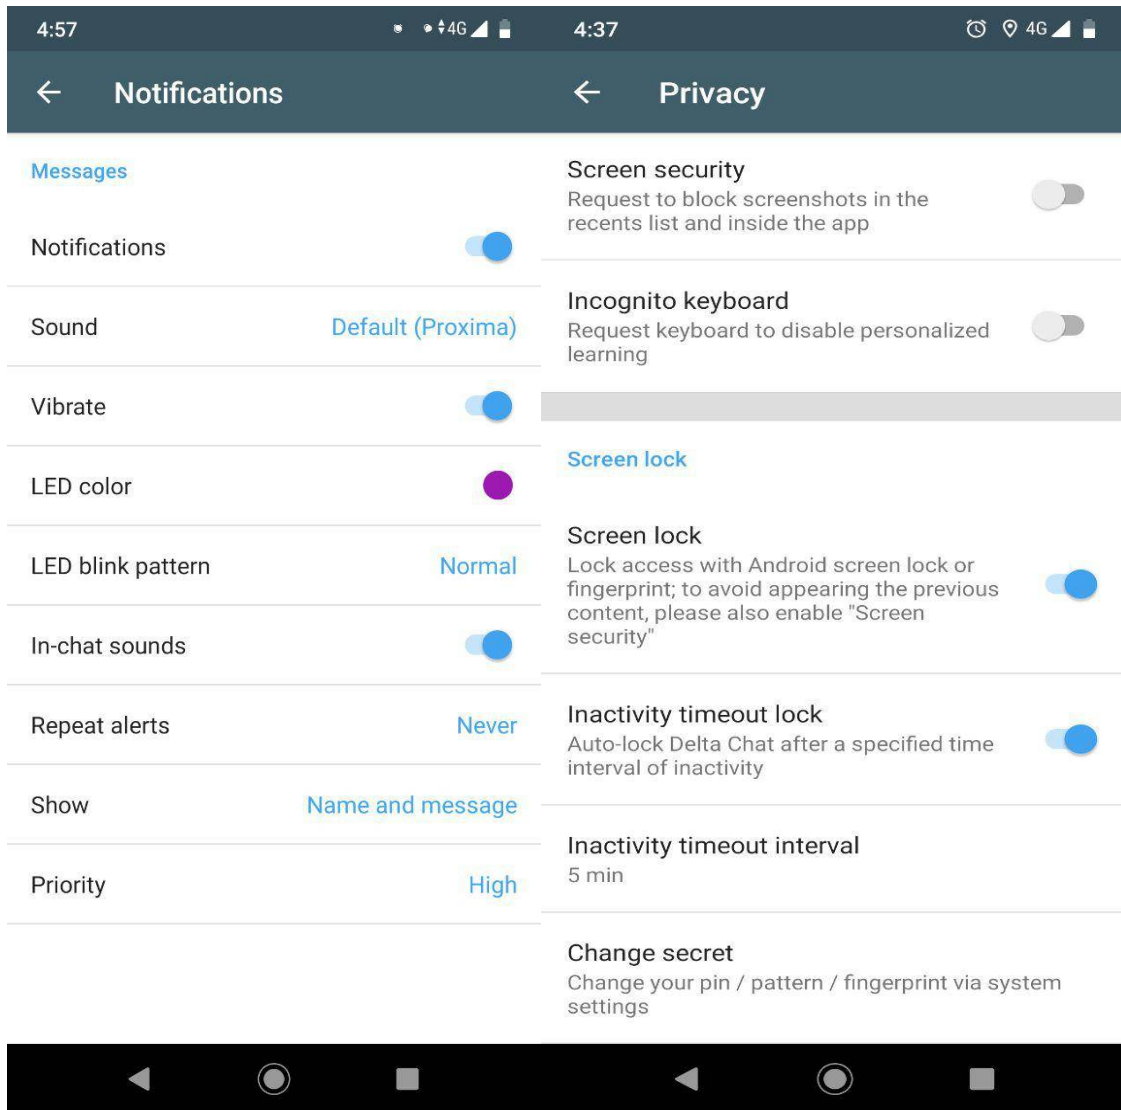 4:57
4G
Notifications
Messages
Notifications
Sound
Default (Proxima)
Vibrate
LED color
LED blink pattern
Normal
In-chat sounds
Repeat alerts
Never
Show
Name and message
Priority
High
4:37
4G
Privacy
Screen security
Request to block screenshots in the
recents list and inside the app
Incognito keyboard
Request keyboard to disable personalized
learning
Screen lock
Screen lock
Lock access with Android screen lock or
fingerprint; to avoid appearing the previous
content, please also enable "Screen
security"
Inactivity timeout lock
Auto-lock Delta Chat after a specified time
interval of inactivity
Inactivity timeout interval
5 min
Change secret
Change your pin / pattern / fingerprint via system
settings